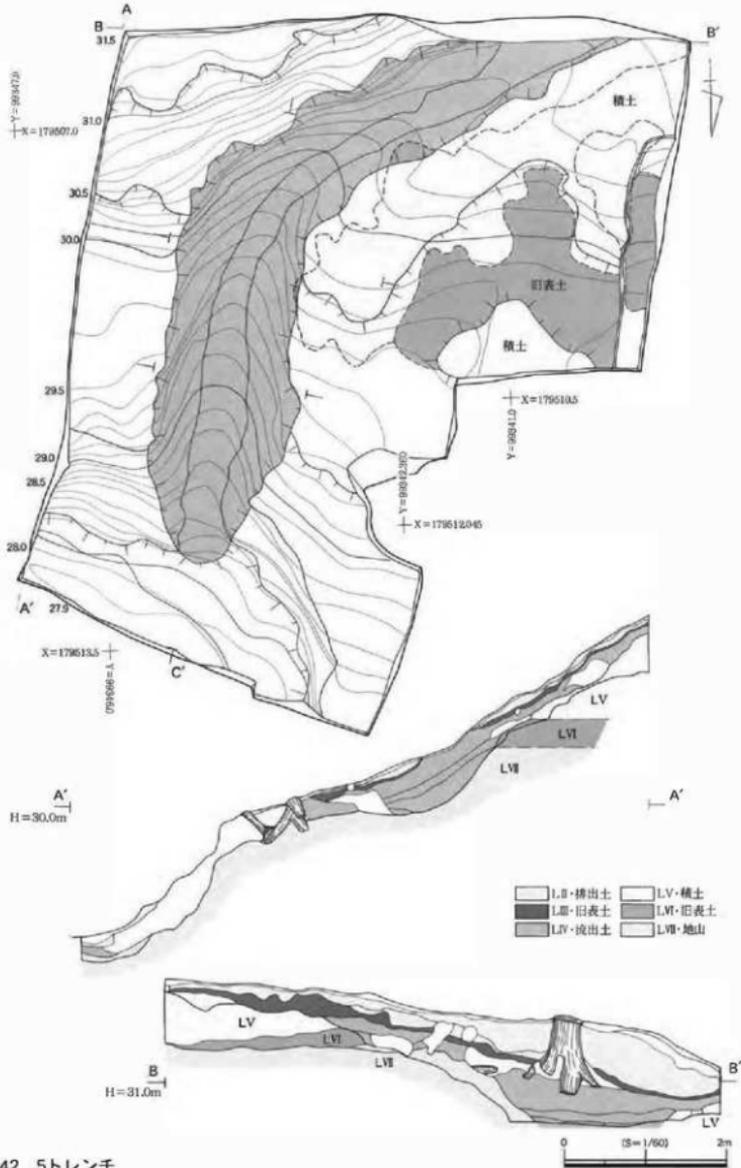 A
B
31.5
B'
Y=99347.0
X=179507.0
31.0
積土
30.5
30.0
旧表土
積土
29.5
X=179510.5
Y=99341.0
29.0
28.5
X=179512.045
28.0
A'
27.9
X=179513.5
C'
LV
LVI
LVII
A'
A'
H=30.0m
LII・排出土
LV・積土
LIII・旧表土
LVI・旧表土
LIV・流出土
LVII・地山
LV
LVI
LVII
B
B'
H=31.0m
LV
0
(S=1/60)
2m
42 5トレンチ